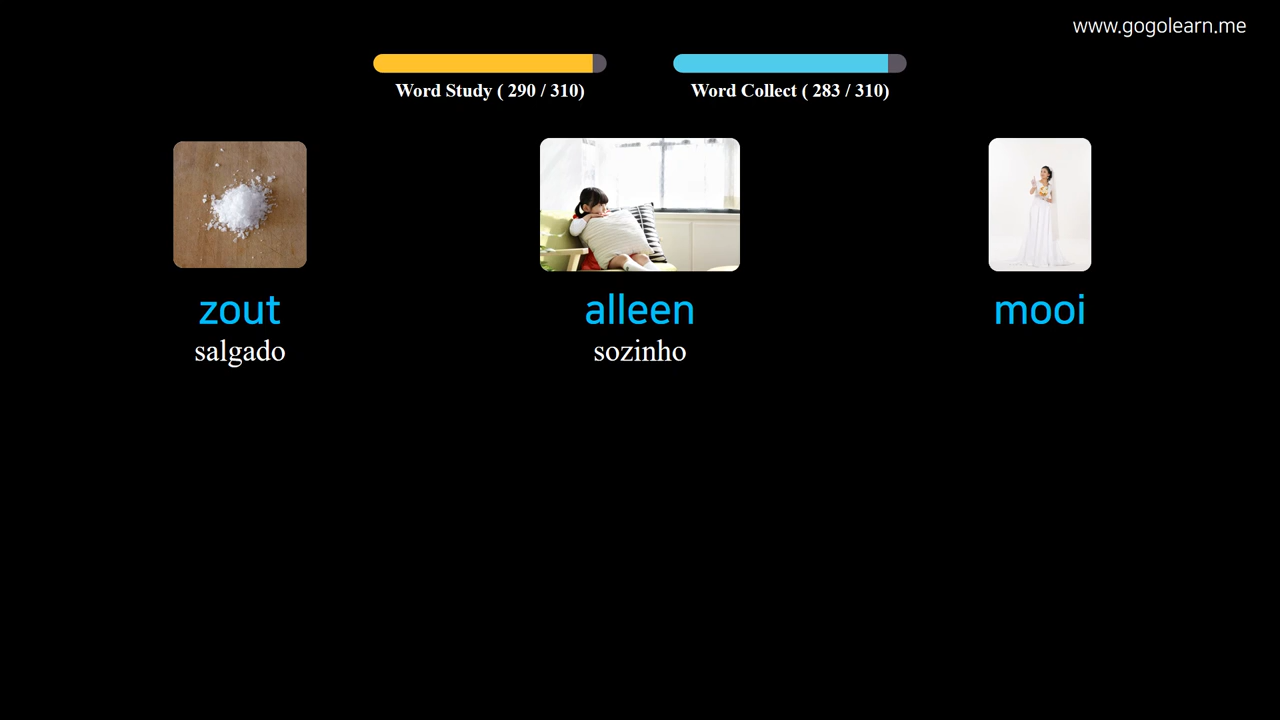 www.gogolearn.me
Word Study ( 290 / 310)
Word Collect ( 283 / 310)
zout
alleen
mooi
salgado
sozinho